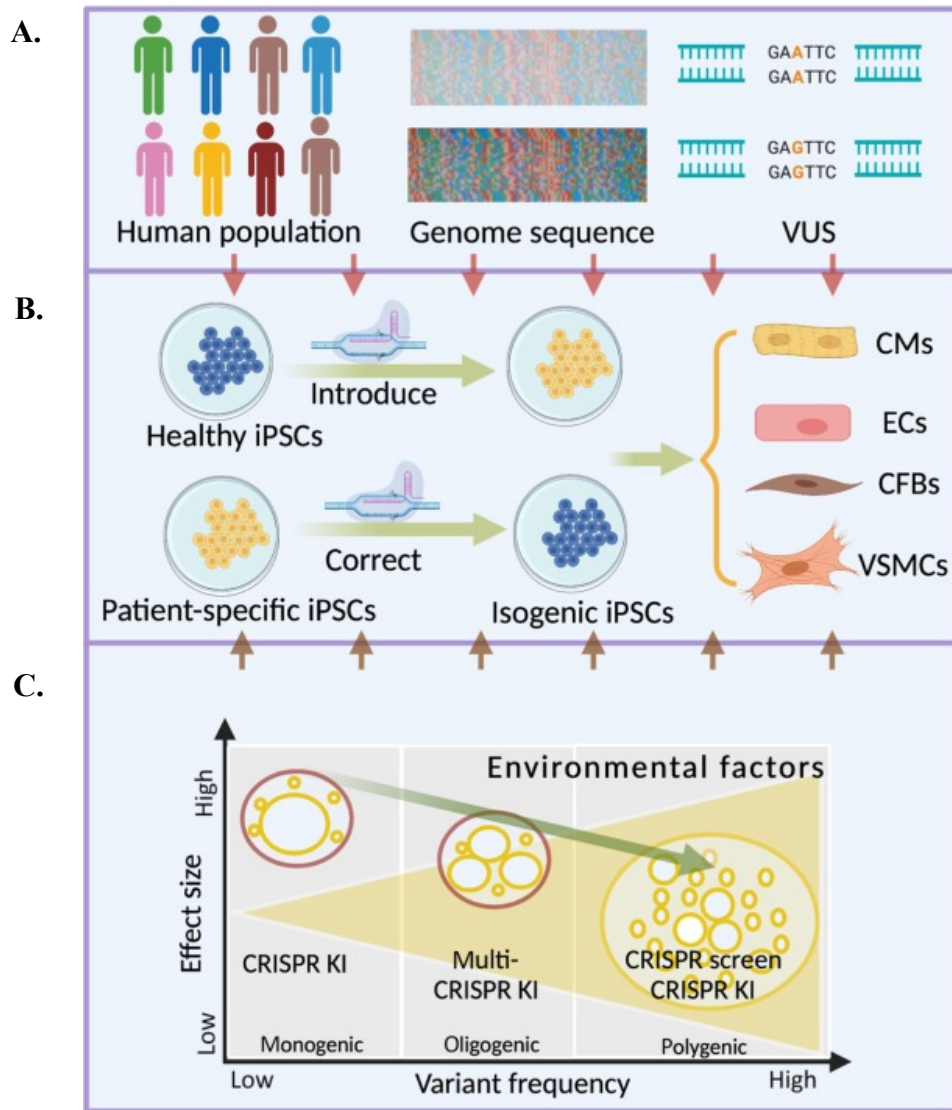 A.
GAATTC
GAATTC
GAGTTC
GAGTTC
Human population
Genome sequence
VUS
B.
Introduce
Healthy iPSCs
Correct
Patient-specific iPSCs
Isogenic iPSCs
CMs
ECs
CFBs
VSMCs
C.
Environmental factors
High
Effect size
Low
CRISPR KI
Multi-
CRISPR KI
CRISPR screen
CRISPR KI
Monogenic
Oligogenic
Polygenic
Low
Variant frequency
High